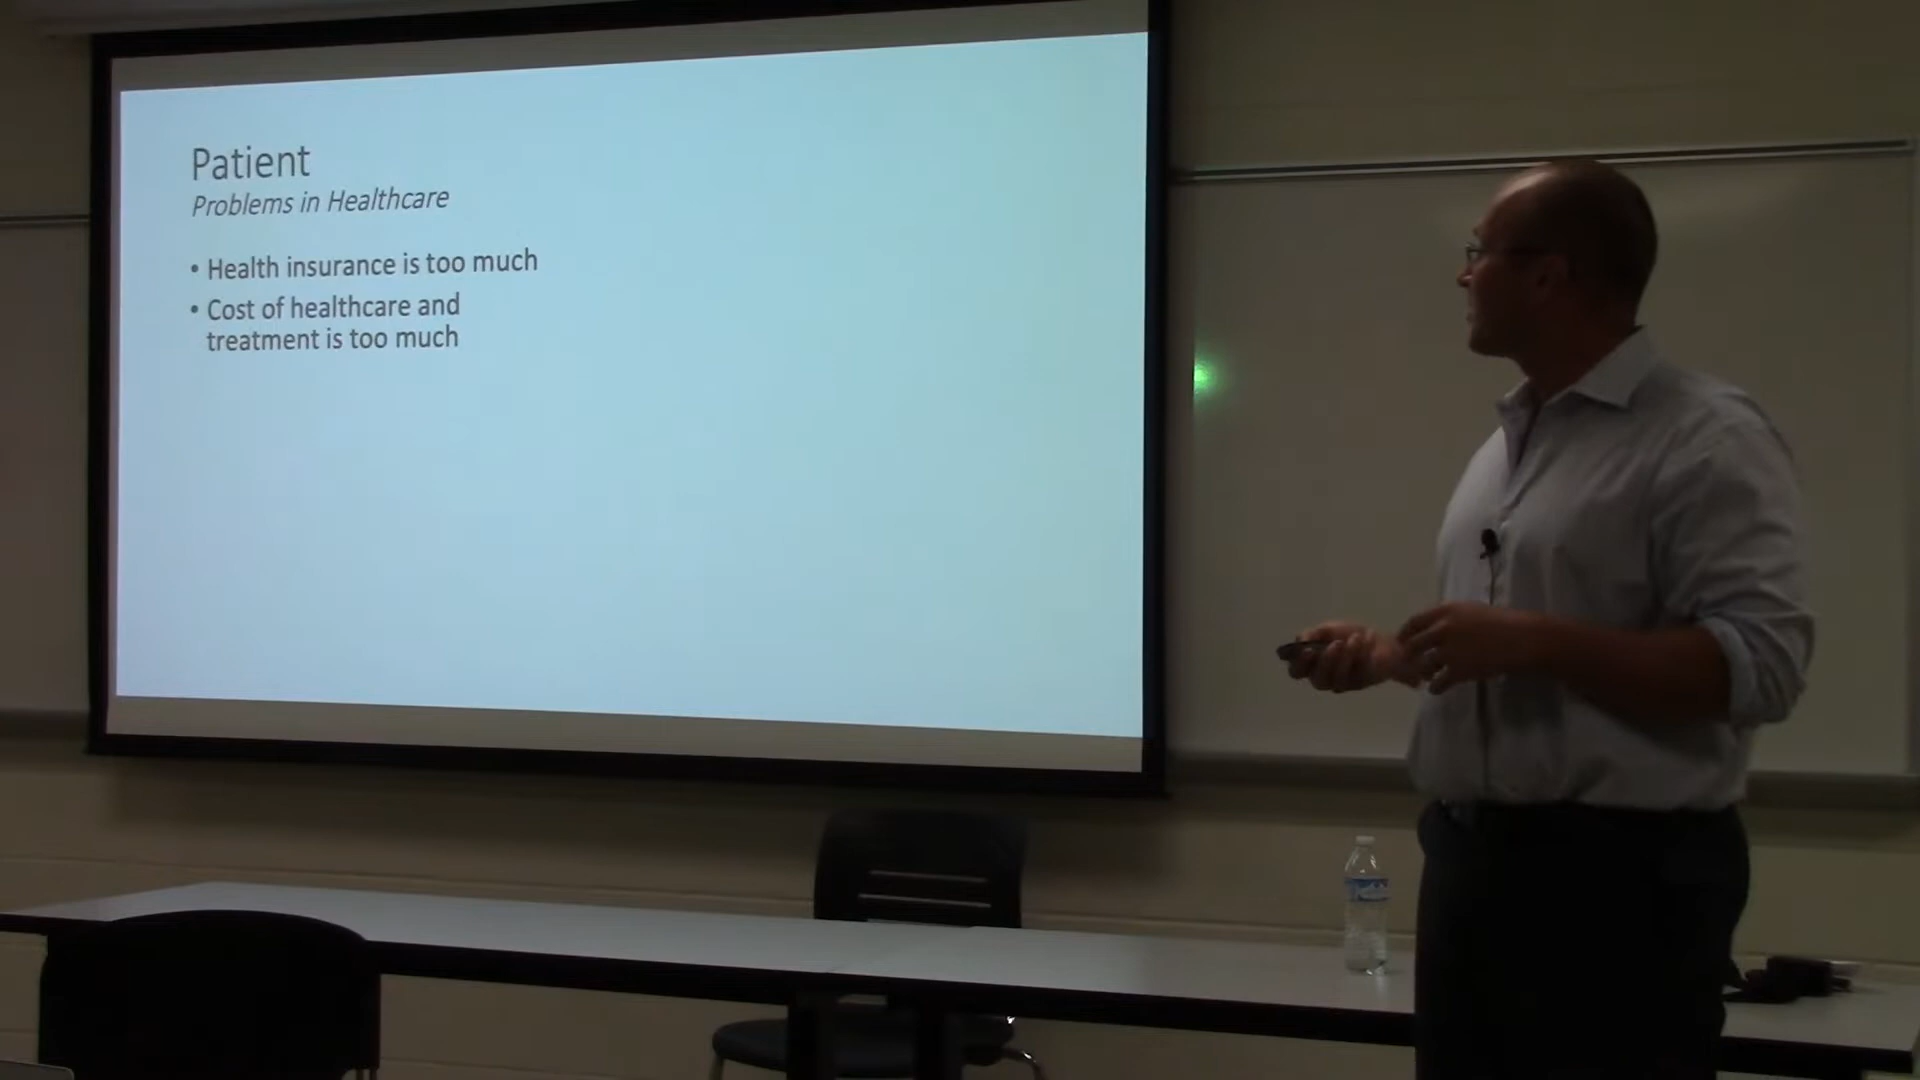 Patient
Problems in Healthcare
• Health insurance is too much
• Cost of healthcare and
treatment is too much